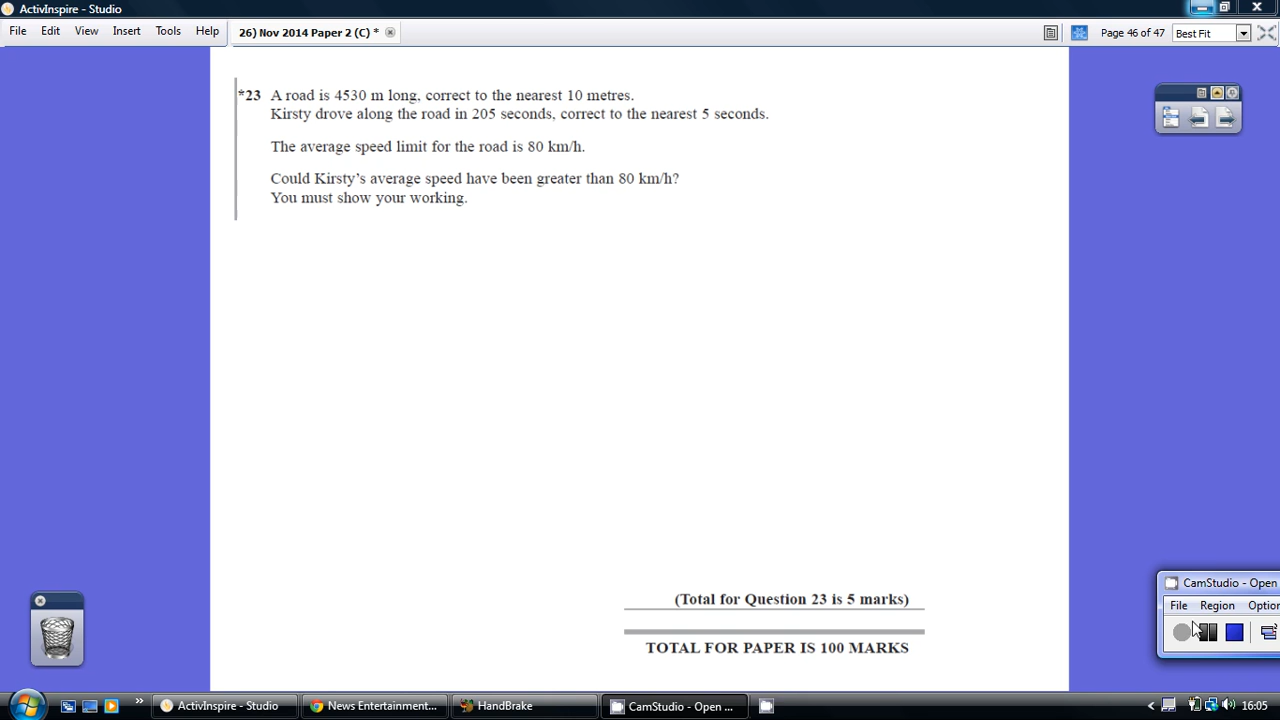 ActivInspire - Studio
File Edit View Insert Tools Help 26) Nov 2014 Paper 2 (C) * Page 46 of 47 Best Fit
*23 A road is 4530 m long, correct to the nearest 10 metres.
Kirsty drove along the road in 205 seconds, correct to the nearest 5 seconds.
The average speed limit for the road is 80 km/h.
Could Kirsty's average speed have been greater than 80 km/h?
You must show your working.
(Total for Question 23 is 5 marks)
TOTAL FOR PAPER IS 100 MARKS
CamStudio - Open
File Region Option
ActivInspire - Studio News Entertainment... HandBrake CamStudio - Open ... 16:05